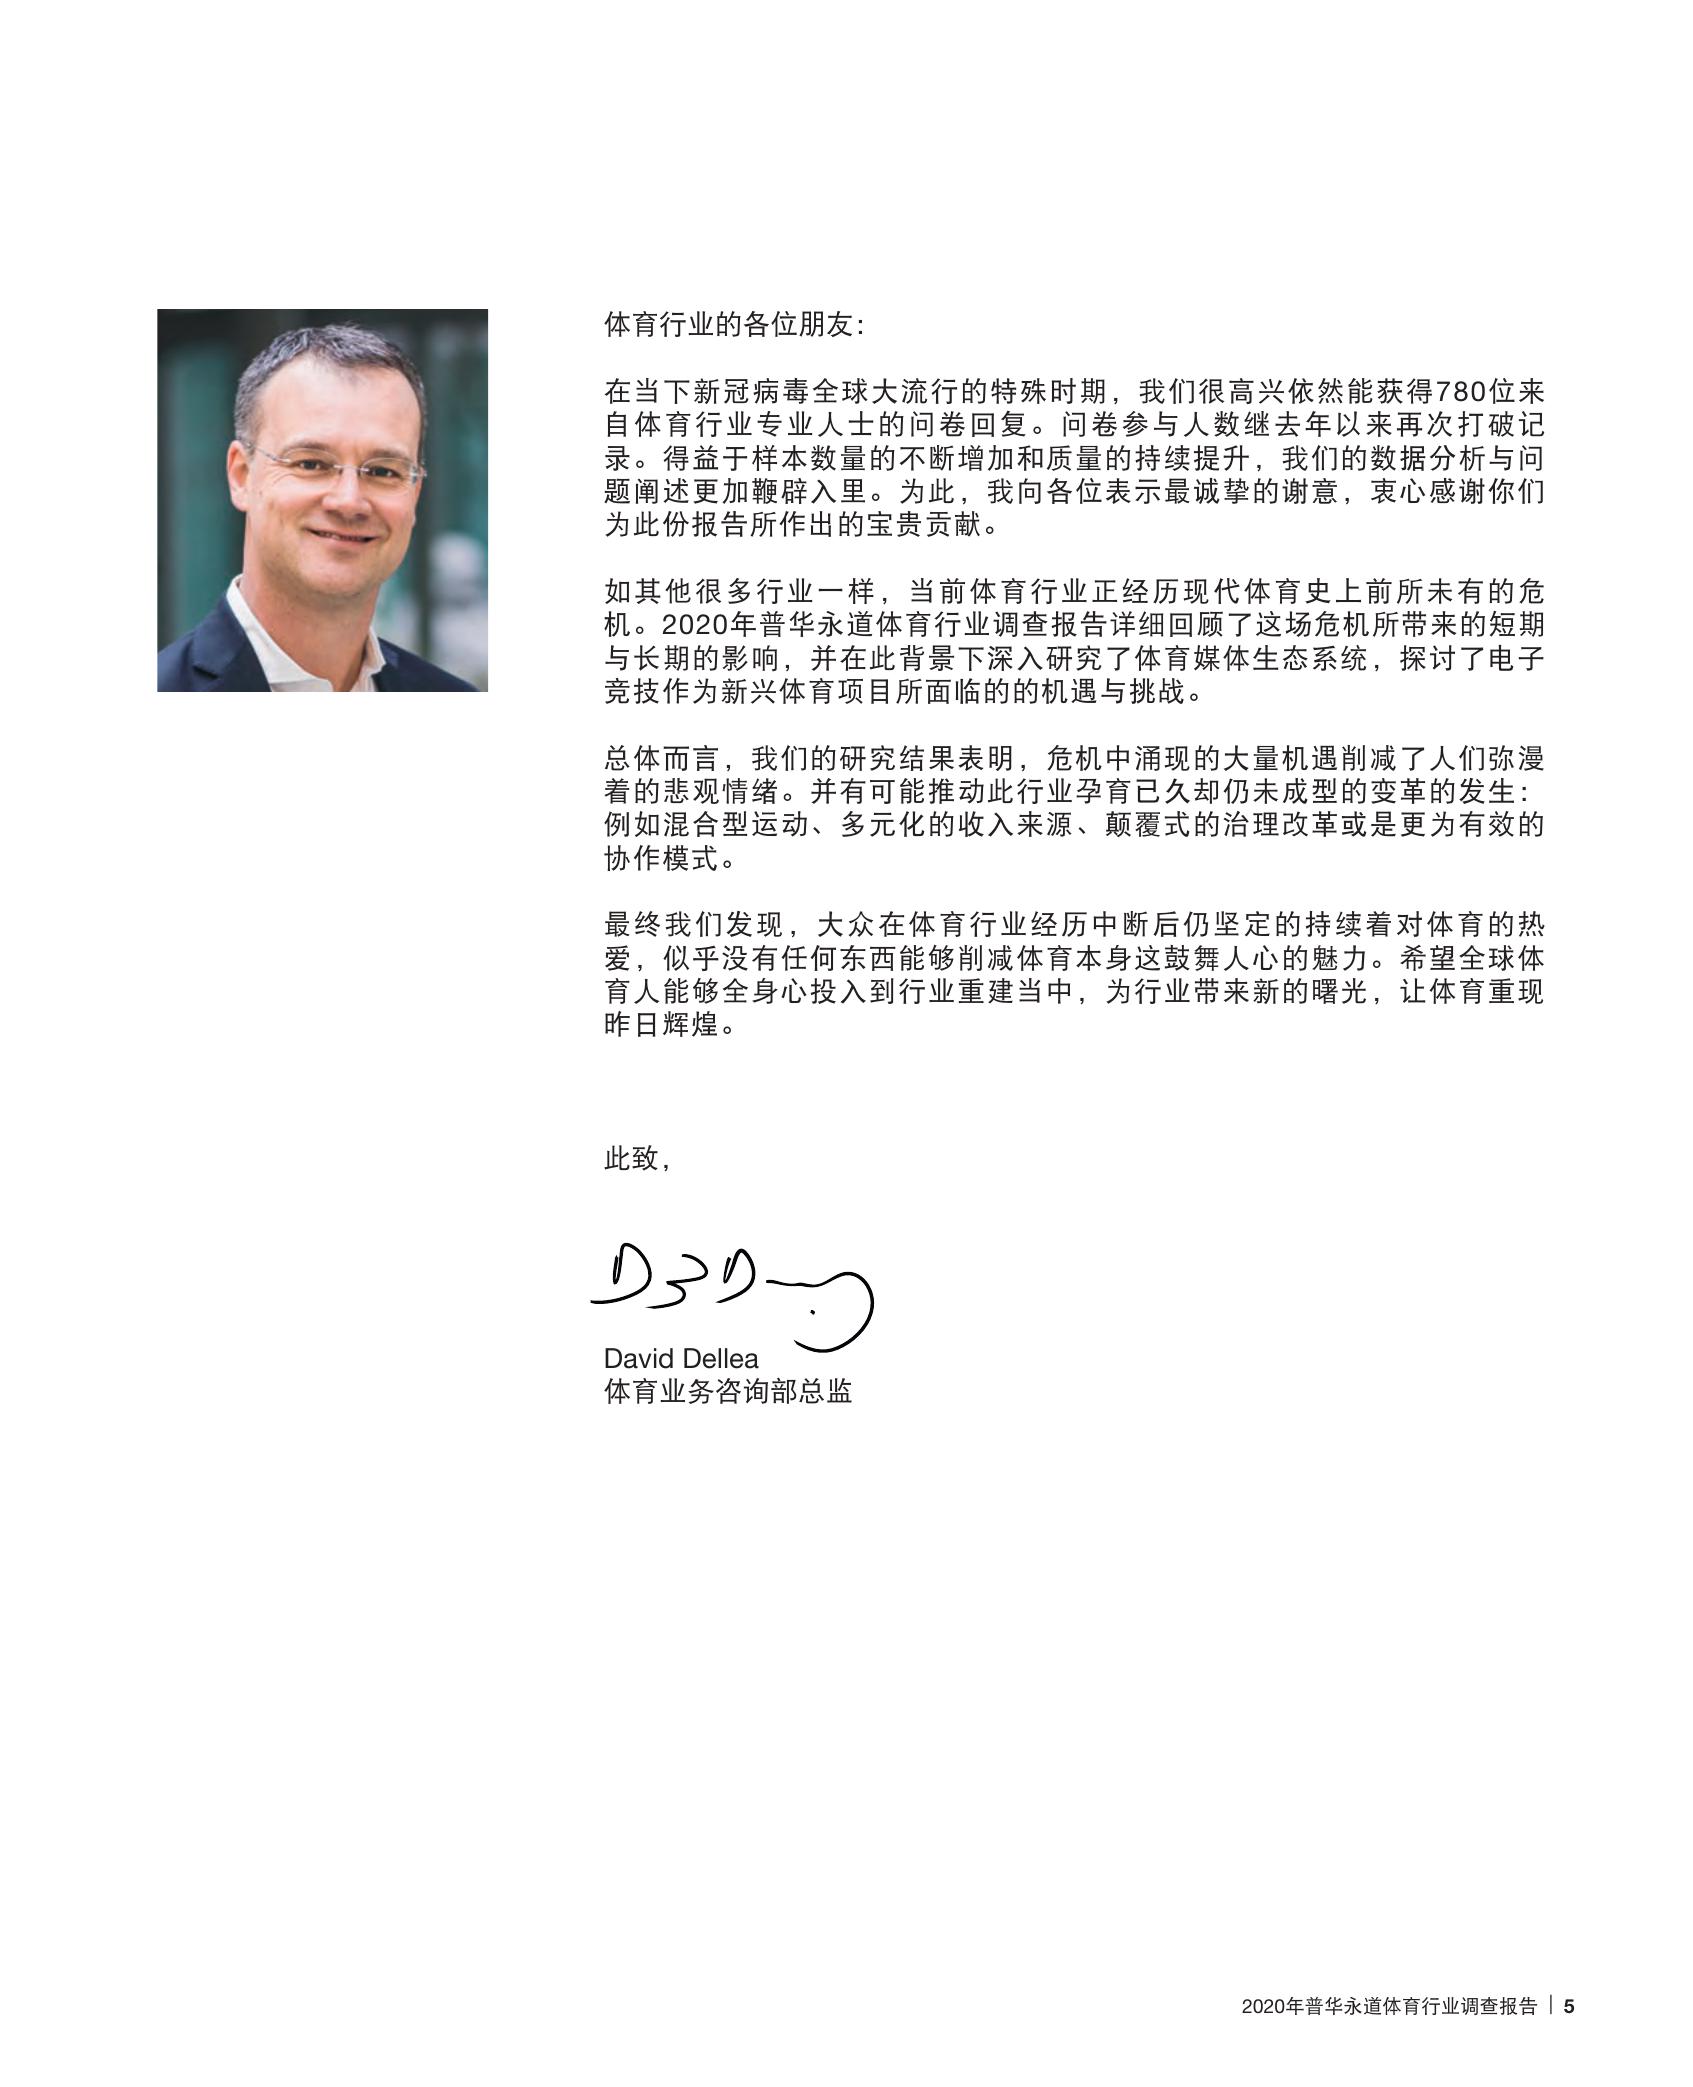 体育行业的各位朋友：
在当下新冠病毒全球大流行的特殊时期，我们很高兴依然能获得780位来
自体育行业专业人士的问卷回复。问卷参与人数继去年以来再次打破记
录。得益于样本数量的不断增加和质量的持续提升，我们的数据分析与问
题阐述更加鞭辟入里。为此，我向各位表示最诚挚的谢意，衷心感谢你们
为此份报告所作出的宝贵贡献。
如其他很多行业一样，当前体育行业正经历现代体育史上前所未有的危
机。2020年普华永道体育行业调查报告详细回顾了这场危机所带来的短期
与长期的影响，并在此背景下深入研究了体育媒体生态系统，探讨了电子
竞技作为新兴体育项目所面临的的机遇与挑战。
总体而言，我们的研究结果表明，危机中涌现的大量机遇削减了人们弥漫
着的悲观情绪。并有可能推动此行业孕育已久却仍未成型的变革的发生：
例如混合型运动、多元化的收入来源、颠覆式的治理改革或是更为有效的
协作模式。
最终我们发现，大众在体育行业经历中断后仍坚定的持续着对体育的热
爱，似乎没有任何东西能够削减体育本身这鼓舞人心的魅力。希望全球体
育人能够全身心投入到行业重建当中，为行业带来新的曙光，让体育重现
昨日辉煌。
此致，
David Dellea
体育业务咨询部总监
2020年普华永道体育行业调查报告 | 5